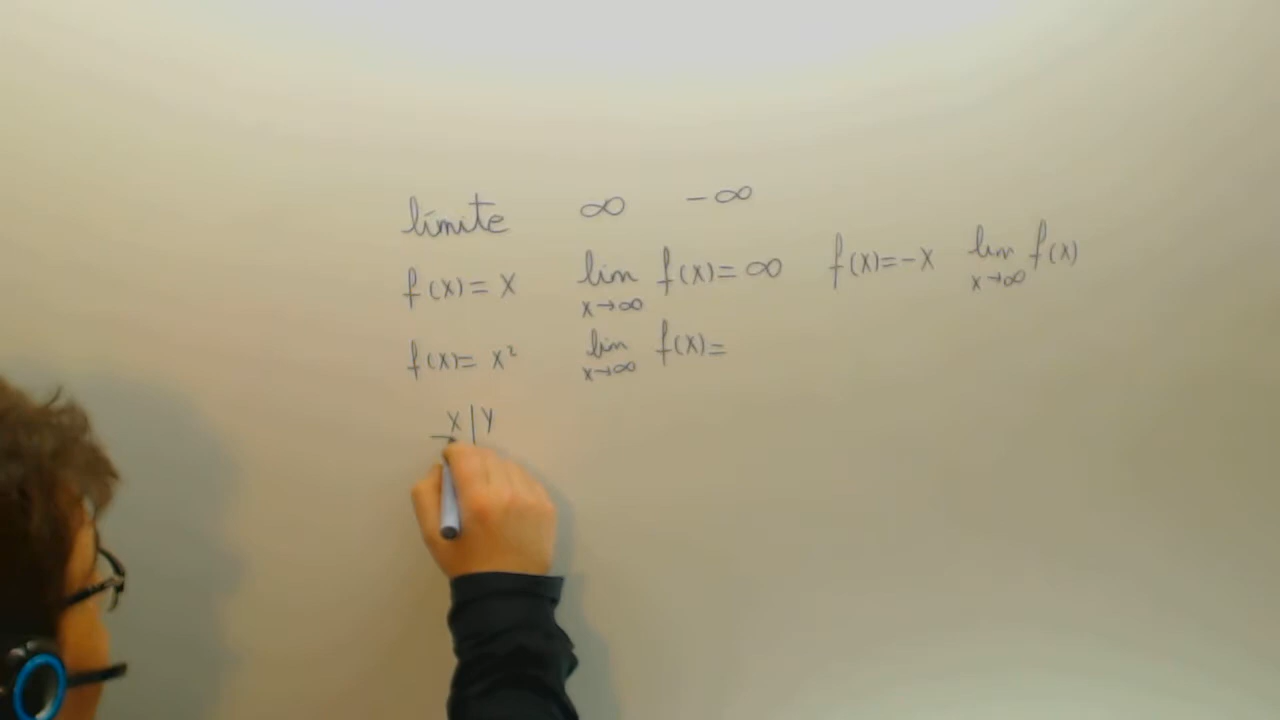 límite ∞ -∞
f(x)= x lim x→∞ f(x)= ∞ f(x)=-x lim x→∞ f(x)
f(x)= x² lim x→∞ f(x)=
x | y